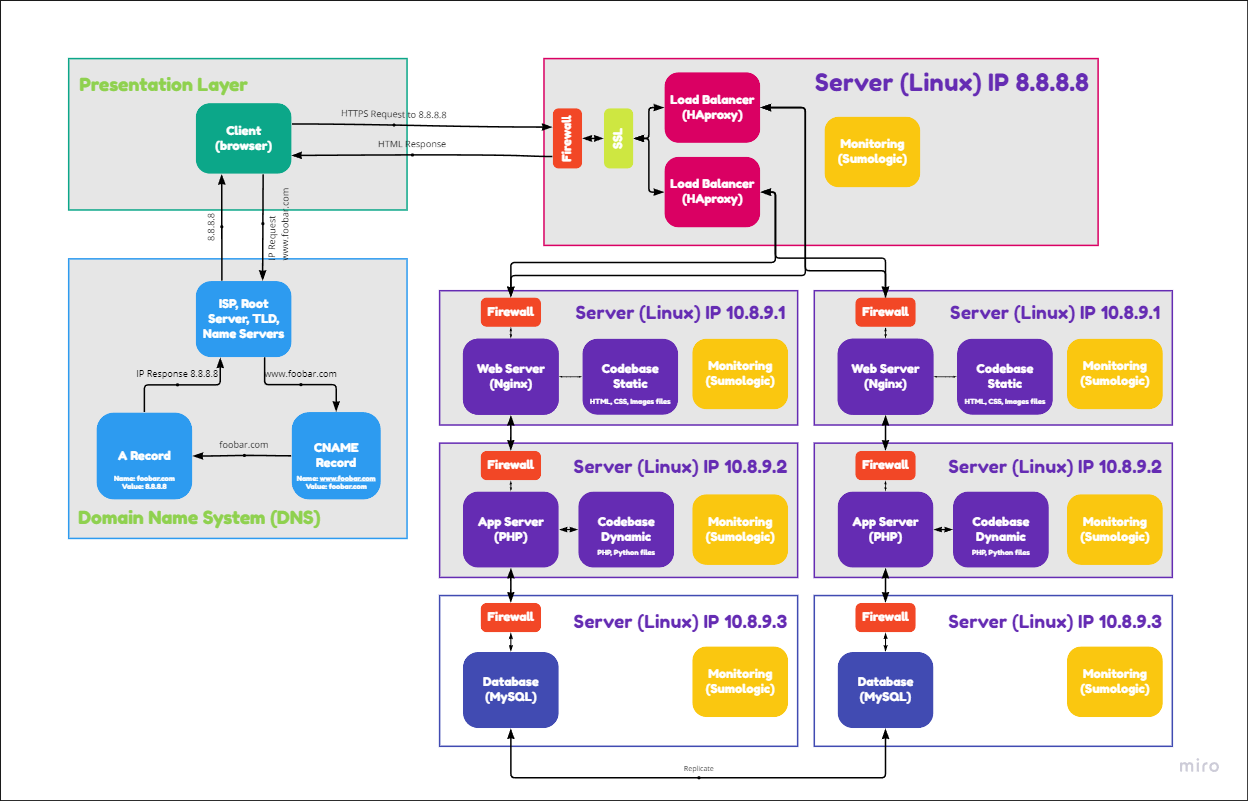 Presentation Layer
Client
(browser)
HTTPS Request to 8.8.8.8
HTML Response
8.8.8.8
IP Request
www.foobar.com
ISP, Root
Server, TLD,
Name Servers
IP Response 8.8.8.8
www.foobar.com
A Record
Name: foobar.com
Value: 8.8.8.8
foobar.com
CNAME
Record
Name: www.foobar.com
Value: foobar.com
Domain Name System (DNS)
Server (Linux) IP 8.8.8.8
Firewall
SSL
Load Balancer
(HAproxy)
Load Balancer
(HAproxy)
Monitoring
(Sumologic)
Firewall
Server (Linux) IP 10.8.9.1
Web Server
(Nginx)
Codebase
Static
HTML, CSS, Images files
Monitoring
(Sumologic)
Firewall
Server (Linux) IP 10.8.9.1
Web Server
(Nginx)
Codebase
Static
HTML, CSS, Images files
Monitoring
(Sumologic)
Firewall
Server (Linux) IP 10.8.9.2
App Server
(PHP)
Codebase
Dynamic
PHP, Python files
Monitoring
(Sumologic)
Firewall
Server (Linux) IP 10.8.9.2
App Server
(PHP)
Codebase
Dynamic
PHP, Python files
Monitoring
(Sumologic)
Firewall
Server (Linux) IP 10.8.9.3
Database
(MySQL)
Monitoring
(Sumologic)
Firewall
Server (Linux) IP 10.8.9.3
Database
(MySQL)
Monitoring
(Sumologic)
Replicate
miro